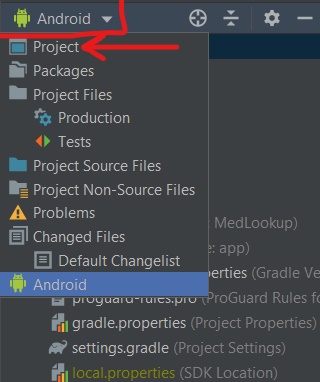 Android
Project
Packages
Project Files
Production
Tests
Project Source Files
Project Non-Source Files
Problems
Changed Files
Default Changelist
Android
MedLookup)
: app)
operties (Gradle Ve
proguard-rules.pro (ProGuard Rules fo
gradle.properties (Project Properties)
settings.gradle (Project Settings)
local.properties (SDK Location)